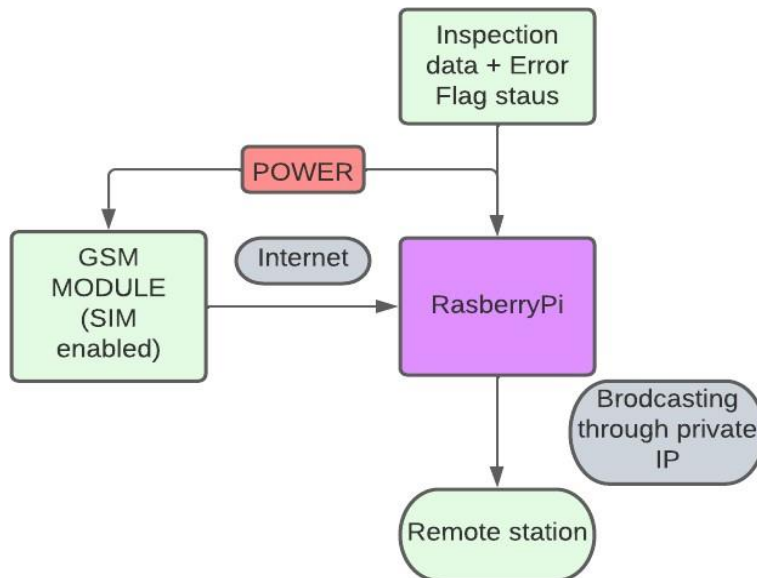 Inspection
data + Error
Flag staus
POWER
GSM
MODULE
(SIM
enabled)
Internet
RasberryPi
Brodcasting
through private
IP
Remote station